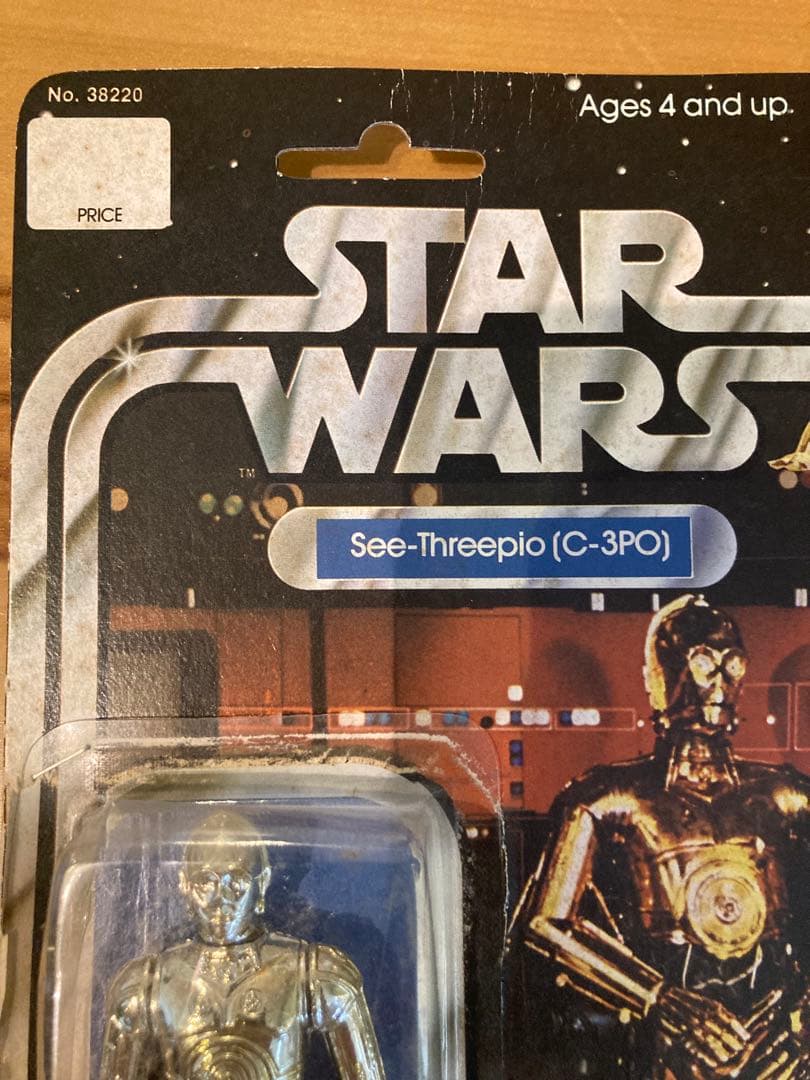 No. 38220
Ages 4 and up.
PRICE
STAR
WARS
TM
See-Threepio (C-3PO)